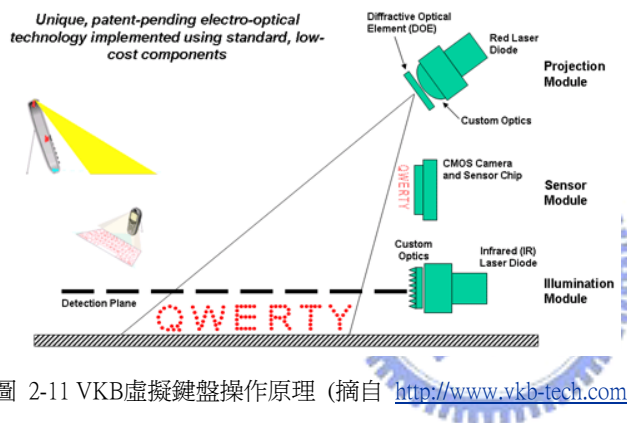 Unique, patent-pending electro-optical
technology implemented using standard, low-
cost components
Diffractive Optical
Element (DOE)
Red Laser
Diode
Projection
Module
Custom Optics
CMOS Camera
and Sensor Chip
QWERTY
Sensor
Module
Custom
Optics
Infrared (IR)
Laser Diode
Illumination
Module
Detection Plane
QWERTY
圖 2-11 VKB虛擬鍵盤操作原理 (摘自 http://www.vkb-tech.com